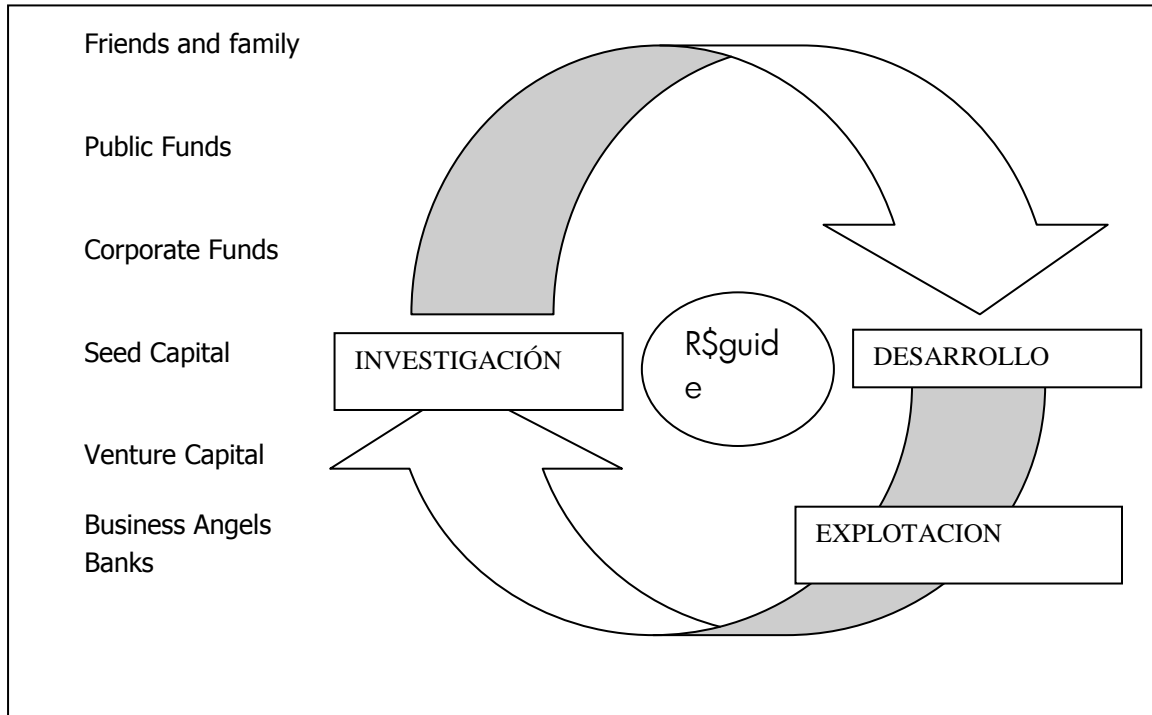 Friends and family
Public Funds
Corporate Funds
Seed Capital
Venture Capital
Business Angels
Banks
INVESTIGACIÓN
R$guid
e
DESARROLLO
EXPLOTACION